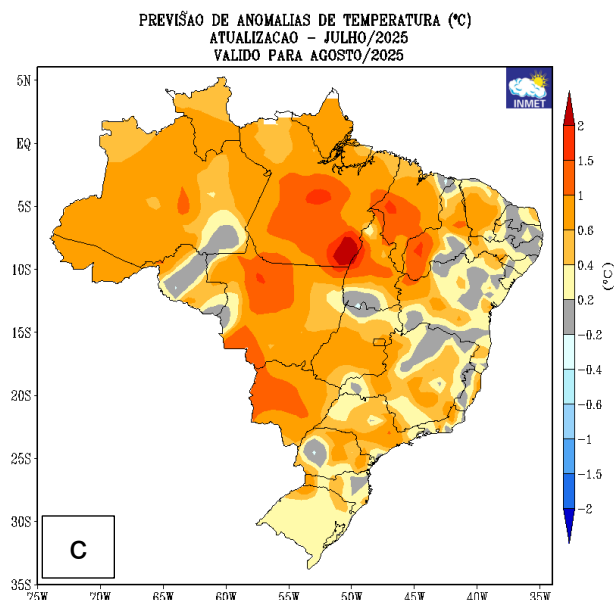 PREVISÃO DE ANOMALIAS DE TEMPERATURA (ºC)
ATUALIZACAO - JULHO/2025
VALIDO PARA AGOSTO/2025
INMET
5N
EQ
5S
10S
15S
20S
25S
30S
35S
75W 70W 65W 60W 55W 50W 45W 40W 35W
2
1.5
1
0.6
0.4
0.2
-0.2
-0.4
-0.6
-1
-1.5
-2
(ºC)
C